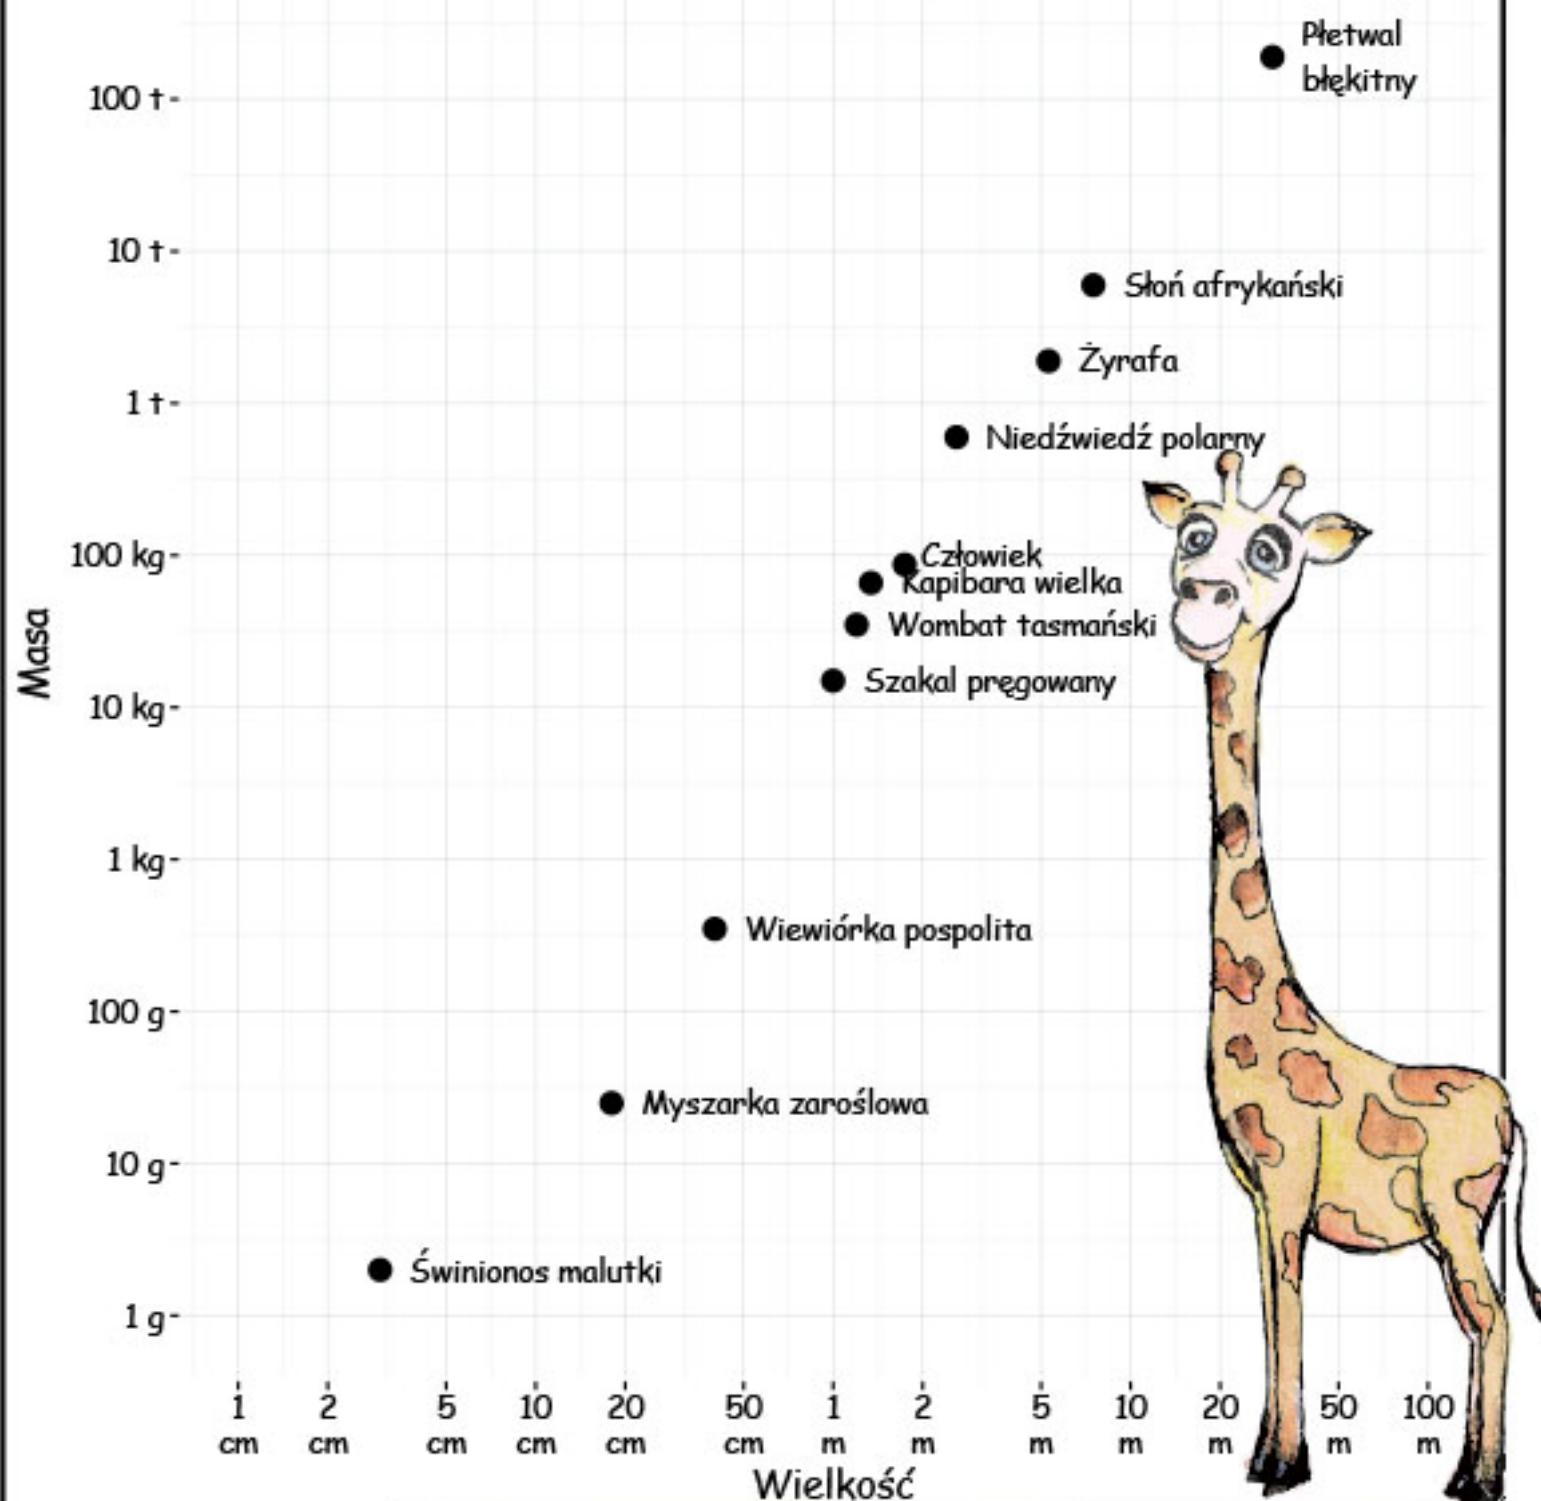 Płetwal
błękitny
100 t
10 t
Słoń afrykański
Żyrafa
1 t
Niedźwiedź polarny
100 kg
Człowiek
Kapibara wielka
Wombat tasmański
Masa
Szakal pręgowany
10 kg
1 kg
Wiewiórka pospolita
100 g
Myszarka zaroślowa
10 g
Świnionos malutki
1 g
1 2 5 10 20 50 1 2 5 10 20 50 100
cm cm cm cm cm cm m m m m m m m
Wielkość